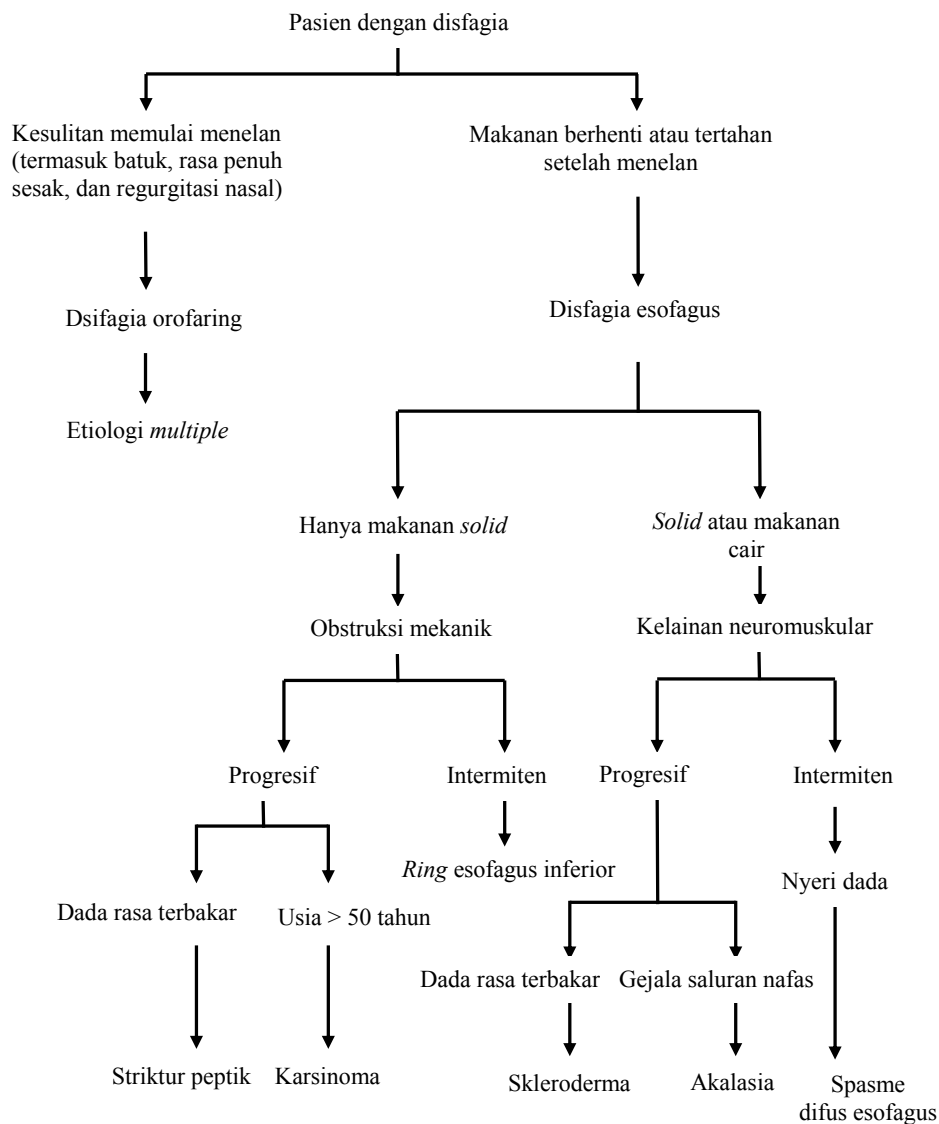 Pasien dengan disfagia
Kesulitan memulai menelan
(termasuk batuk, rasa penuh
sesak, dan regurgitasi nasal)
Makanan berhenti atau tertahan
setelah menelan
Dsifagia orofaring
Disfagia esofagus
Etiologi multiple
Hanya makanan solid
Solid atau makanan
cair
Obstruksi mekanik
Kelainan neuromuskular
Progresif
Intermiten
Progresif
Intermiten
Ring esofagus inferior
Nyeri dada
Dada rasa terbakar
Usia > 50 tahun
Dada rasa terbakar
Gejala saluran nafas
Striktur peptik
Karsinoma
Skleroderma
Akalasia
Spasme
difus esofagus